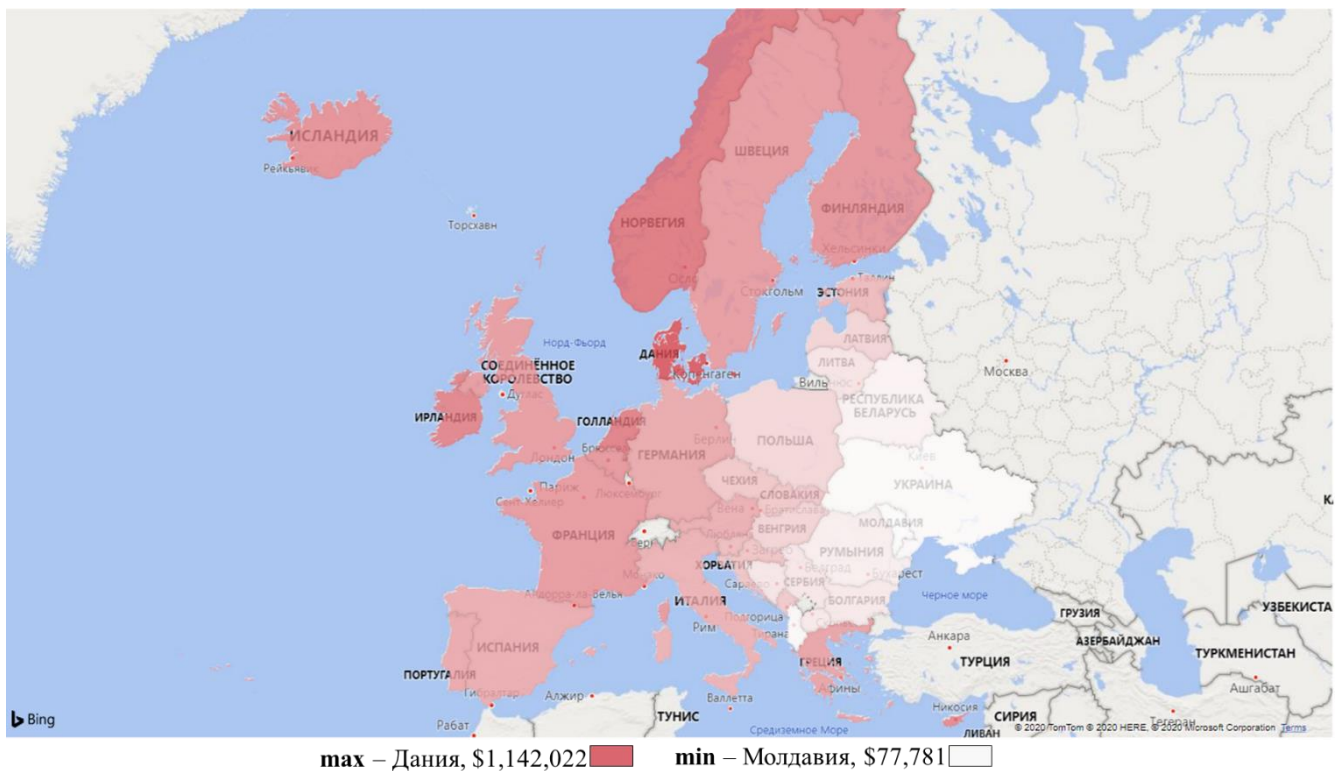 ИСЛАНДИЯ
Рейкьявик
Торсхавн
ШВЕЦИЯ
НОРВЕГИЯ
ФИНЛЯНДИЯ
Хельсинки
Осло
Стокгольм
Таллин
ЭСТОНИЯ
Норд-Фьорд
ЛАТВИЯ
ДАНИЯ
ЛИТВА
СОЕДИНЁННОЕ
КОРОЛЕВСТВО
Копенгаген
Москва
Вильнюс
Дуглас
РЕСПУБЛИКА
БЕЛАРУСЬ
ИРЛАНДИЯ
ГОЛЛАНДИЯ
Берлин
ПОЛЬША
Лондон
Брюссель
ГЕРМАНИЯ
Киев
УКРАИНА
Париж
Люксембург
ЧЕХИЯ
СЛОВАКИЯ
Сент-Хелиер
Вена
Братислава
МОЛДАВИЯ
ФРАНЦИЯ
Берн
Любляна
ВЕНГРИЯ
Загреб
РУМЫНИЯ
ХОРВАТИЯ
Монако
Сараево
Белград
СЕРБИЯ
Бухарест
Андорра-ла-Велья
ИТАЛИЯ
БОЛГАРИЯ
Черное море
ГРУЗИЯ
УЗБЕКИСТА
Рим
Подгорица
Тирана
Анкара
АЗЕРБАЙДЖАН
ИСПАНИЯ
ТУРЦИЯ
ТУРКМЕНИСТАН
ПОРТУГАЛИЯ
ГРЕЦИЯ
Афины
Ашгабат
Гибралтар
Алжир
Валлетта
Никосия
Рабат
ТУНИС
СИРИЯ
Тегеран
Средиземное Море
ЛИВАН
Bing
© 2020 TomTom © 2020 HERE, © 2020 Microsoft Corporation Terms
max – Дания, $1,142,022 min – Молдавия, $77,781